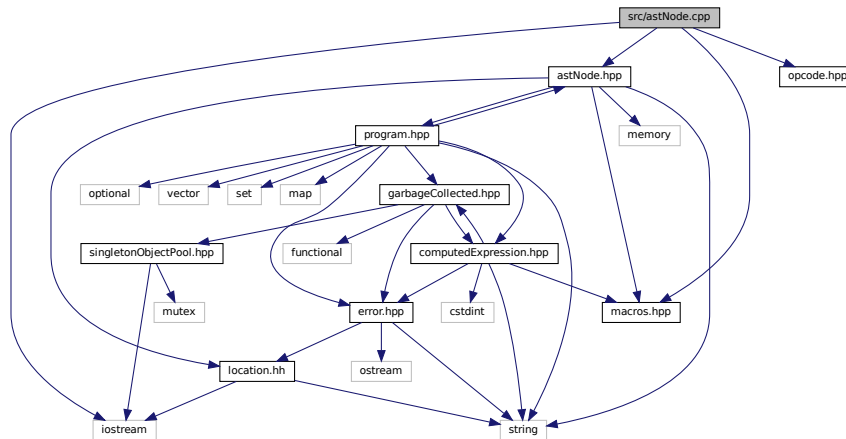 src/astNode.cpp
astNode.hpp
opcode.hpp
program.hpp
memory
optional
vector
set
map
garbageCollected.hpp
singletonObjectPool.hpp
functional
computedExpression.hpp
mutex
error.hpp
cstdint
macros.hpp
location.hh
ostream
iostream
string